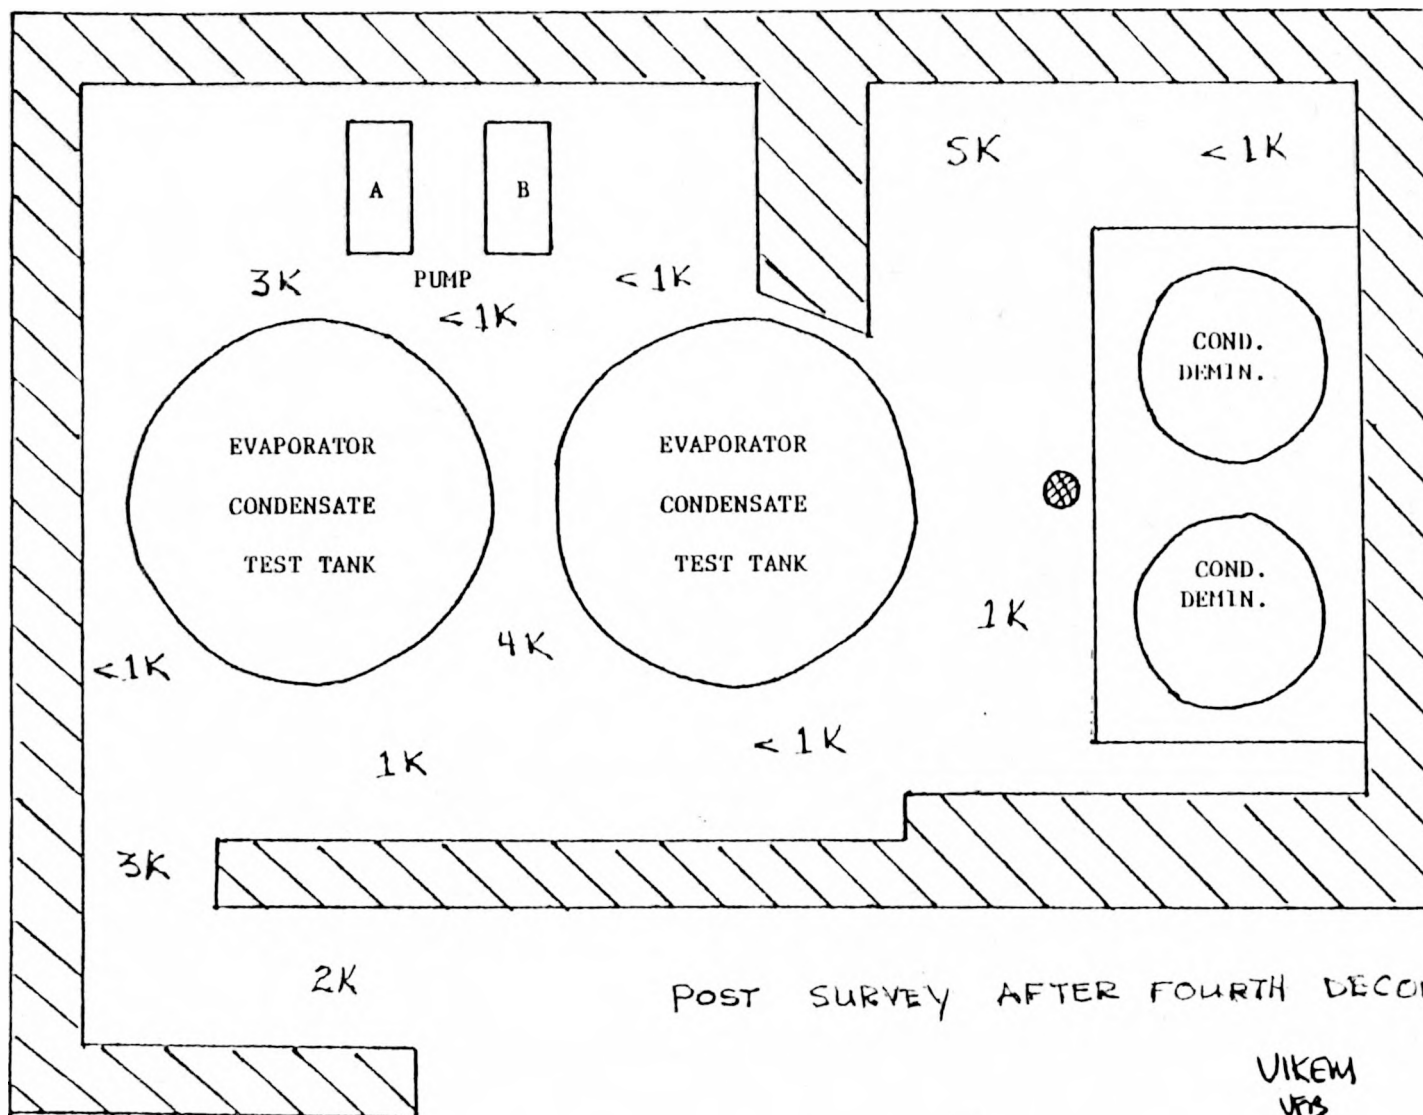 5K <1K
A B
3K PUMP <1K
<1K
COND.
DEMIN.
EVAPORATOR
CONDENSATE
TEST TANK
EVAPORATOR
CONDENSATE
TEST TANK
COND.
DEMIN.
1K
4K
<1K
<1K
1K
3K
2K
POST SURVEY AFTER FOURTH DECO